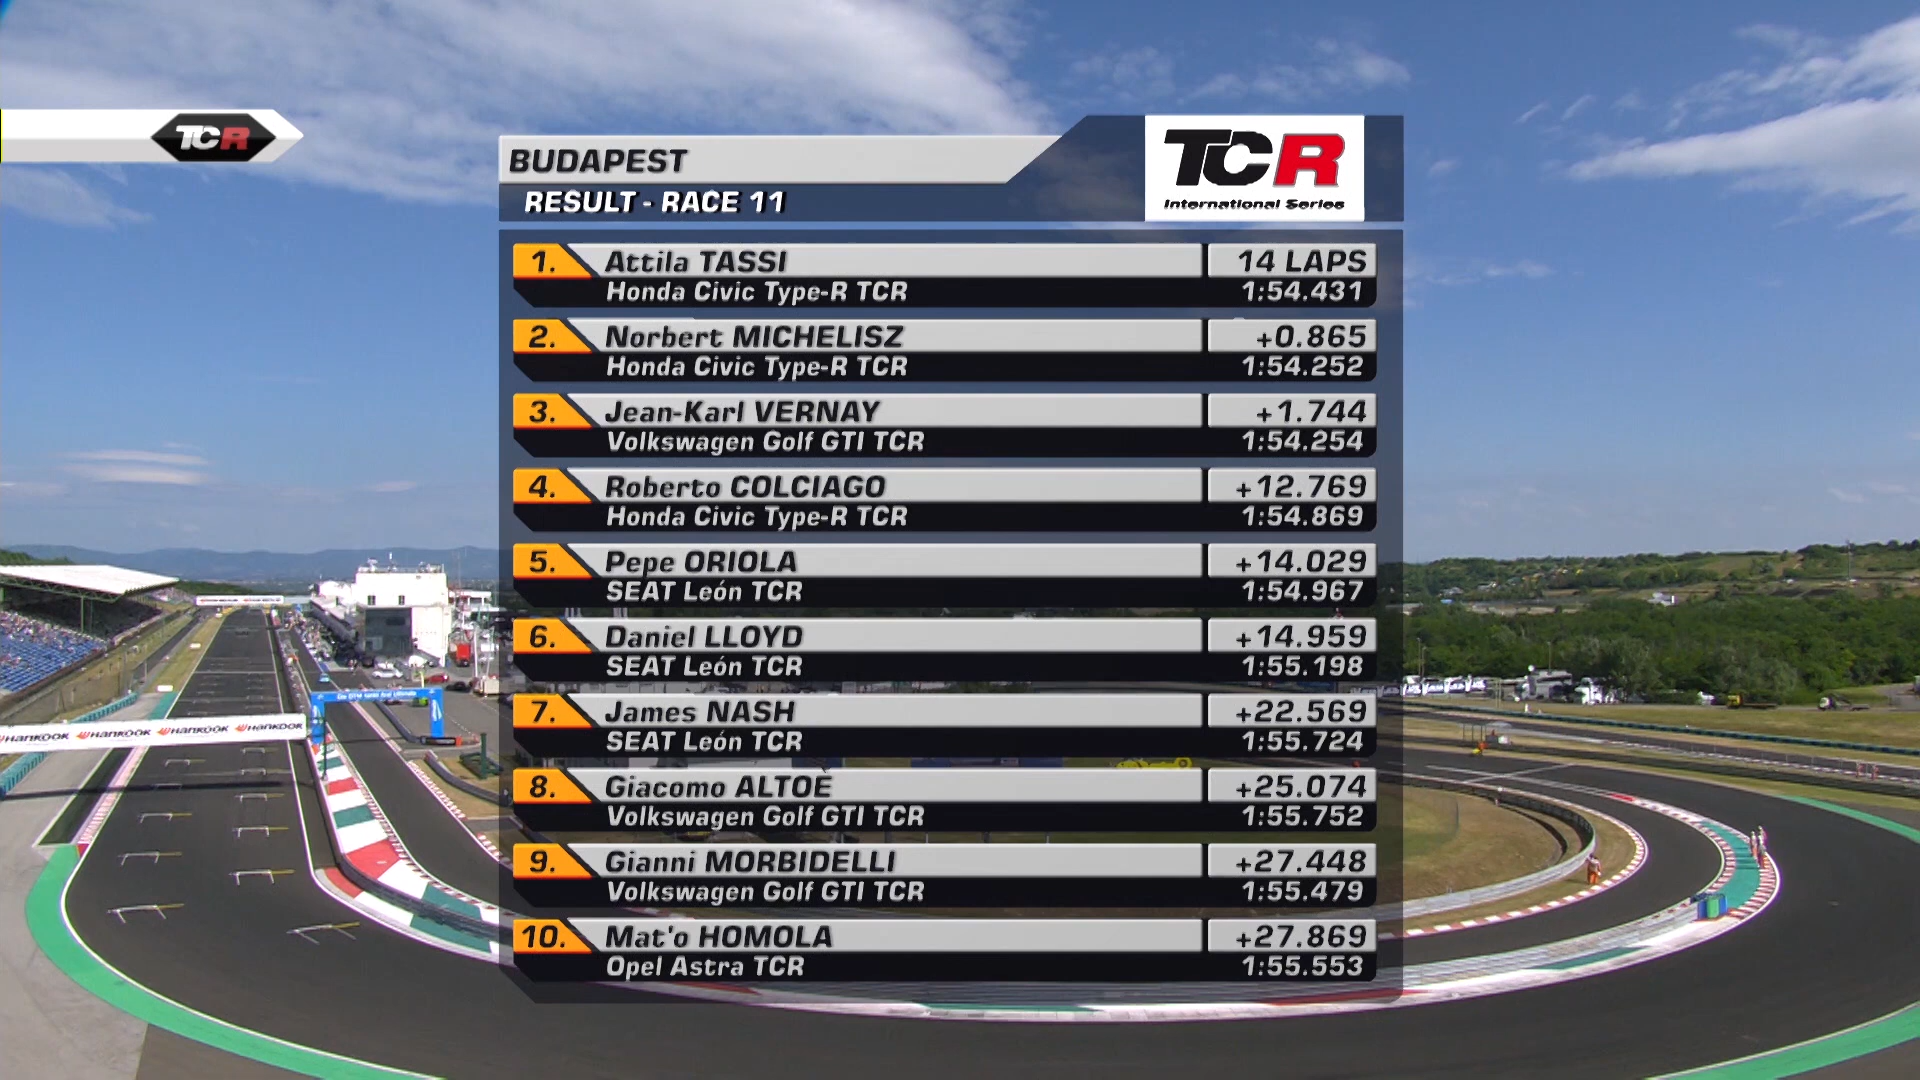 TCR
BUDAPEST
RESULT - RACE 11
TCR
International Series
1. Attila TASSI 14 LAPS
Honda Civic Type-R TCR 1:54.431
2. Norbert MICHELISZ +0.865
Honda Civic Type-R TCR 1:54.252
3. Jean-Karl VERNAY +1.744
Volkswagen Golf GTI TCR 1:54.254
4. Roberto COLCIAGO +12.769
Honda Civic Type-R TCR 1:54.869
5. Pepe ORIOLA +14.029
SEAT León TCR 1:54.967
6. Daniel LLOYD +14.959
SEAT León TCR 1:55.198
7. James NASH +22.569
SEAT León TCR 1:55.724
8. Giacomo ALTOÈ +25.074
Volkswagen Golf GTI TCR 1:55.752
9. Gianni MORBIDELLI +27.448
Volkswagen Golf GTI TCR 1:55.479
10. Mat'o HOMOLA +27.869
Opel Astra TCR 1:55.553
HANKOOK HANKOOK HANKOOK HANKOOK